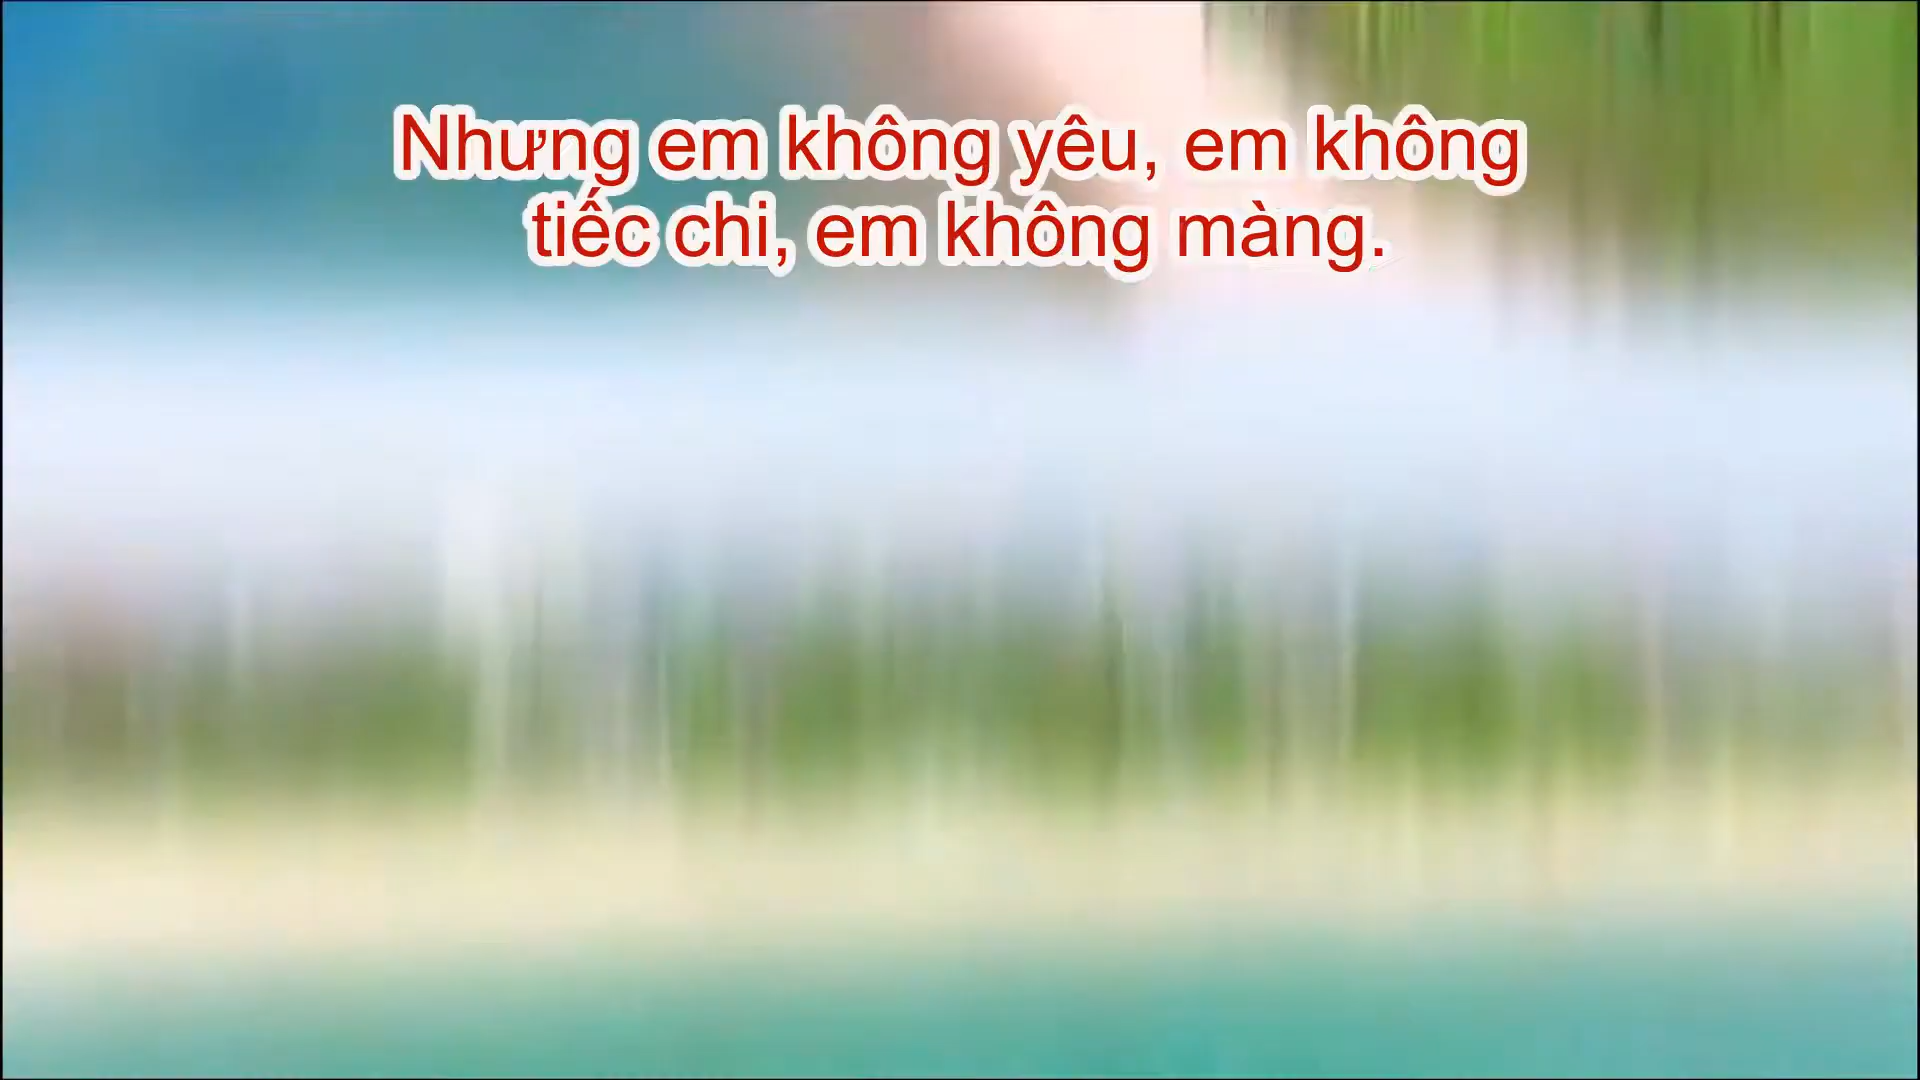 Nhưng em không yêu, em không
tiếc chi, em không màng.